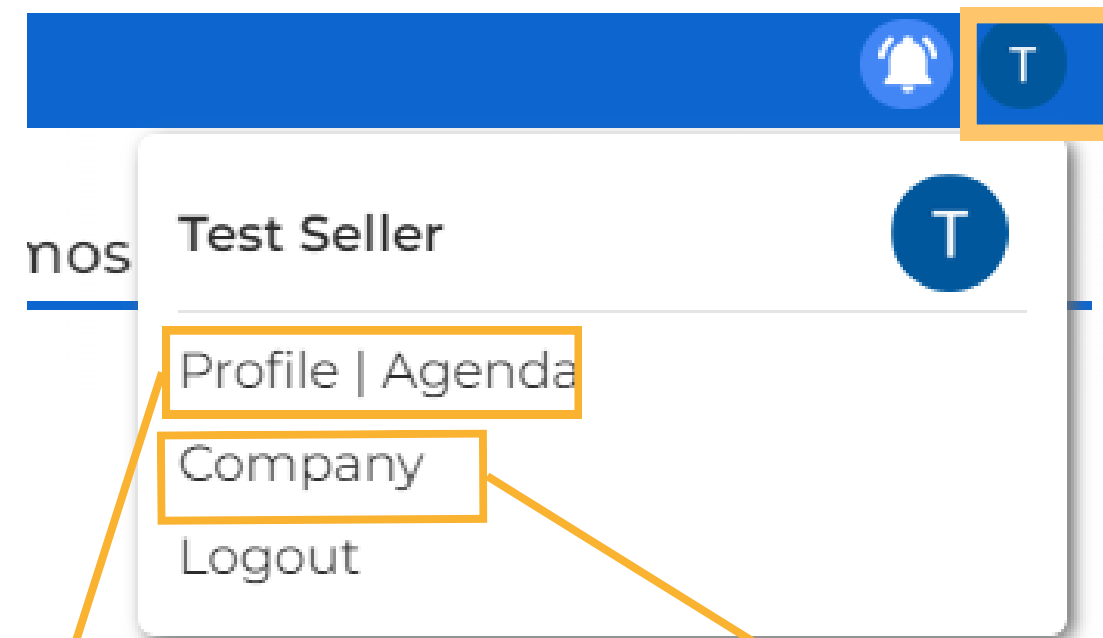 T
Test Seller
T
mos
Profile | Agenda
Company
Logout